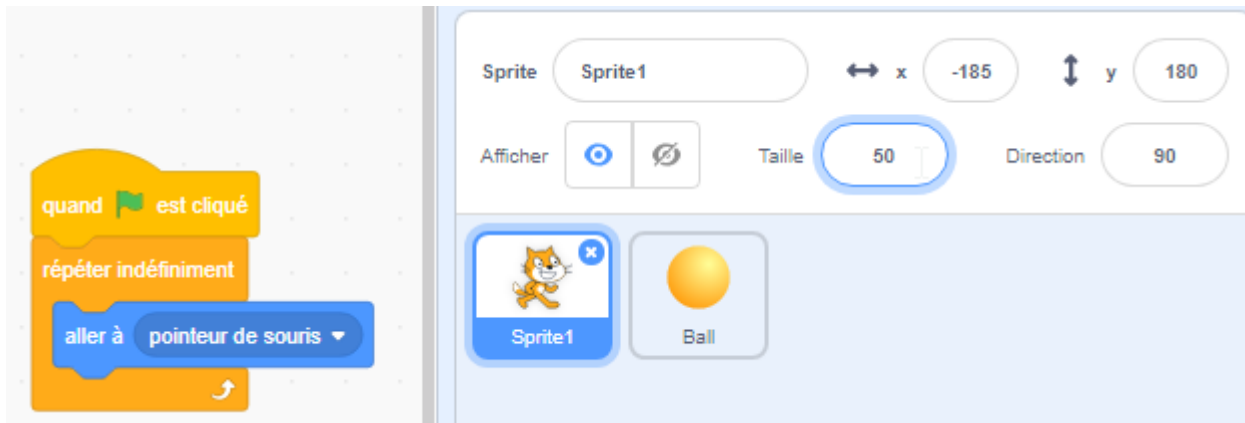 quand est cliqué
répéter indéfiniment
aller à pointeur de souris
Sprite Sprite1 x -185 y 180
Afficher Taille 50 Direction 90
Sprite1 Ball